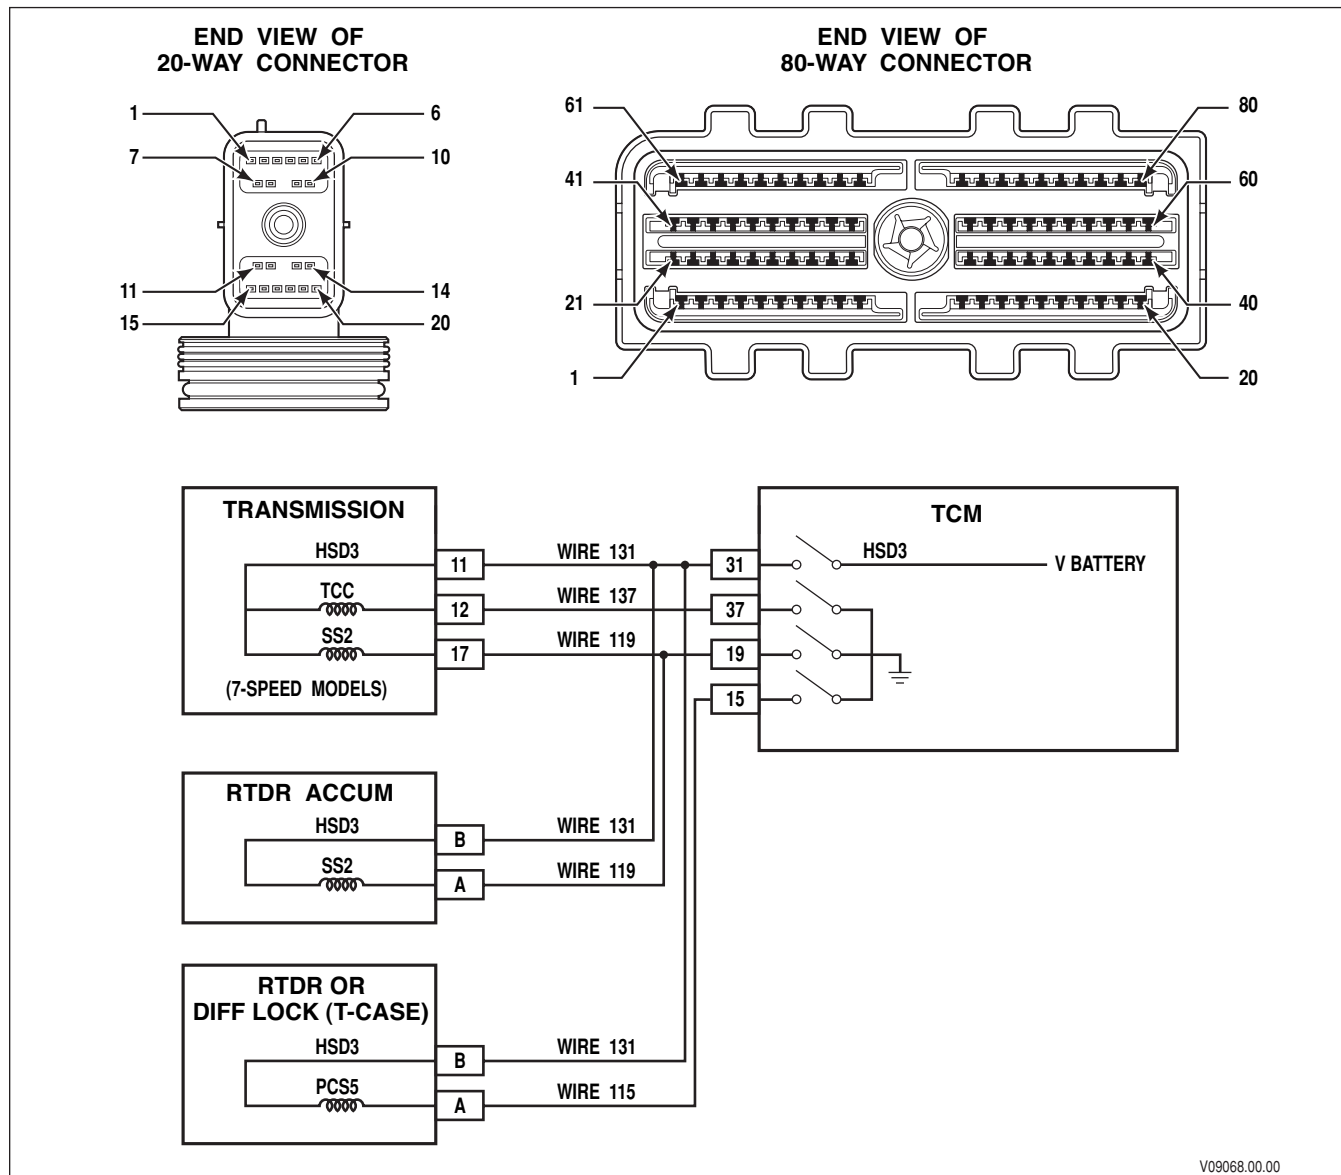 END VIEW OF
20-WAY CONNECTOR
END VIEW OF
80-WAY CONNECTOR
1
6
7
10
11
14
15
20
61
80
41
60
21
40
1
20
TRANSMISSION
HSD3
11
WIRE 131
TCC
12
WIRE 137
SS2
17
WIRE 119
(7-SPEED MODELS)
TCM
31
HSD3
V BATTERY
37
19
15
RTDR ACCUM
HSD3
B
WIRE 131
SS2
A
WIRE 119
RTDR OR
DIFF LOCK (T-CASE)
HSD3
B
WIRE 131
PCS5
A
WIRE 115
V09068.00.00